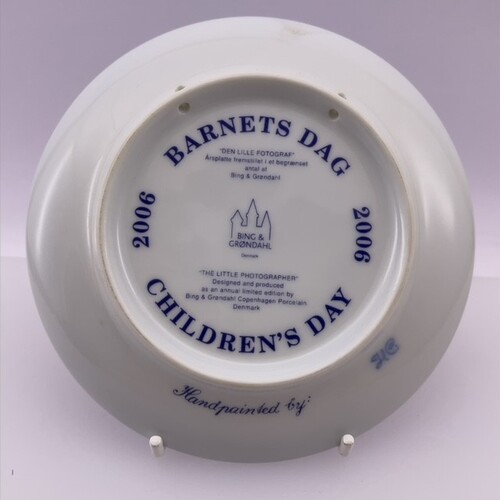 BARNETS DAG
"DEN LILLE FOTOGRAF"
Årsplatte fremstillet i et begrænset
antal af
Bing & Grøndahl
2006
2006
BING &
GRØNDAHL
Denmark
"THE LITTLE PHOTOGRAPHER"
Designed and produced
as an annual limited edition by
Bing & Grøndahl Copenhagen Porcelain
Denmark
CHILDREN'S DAY
Handpainted by: